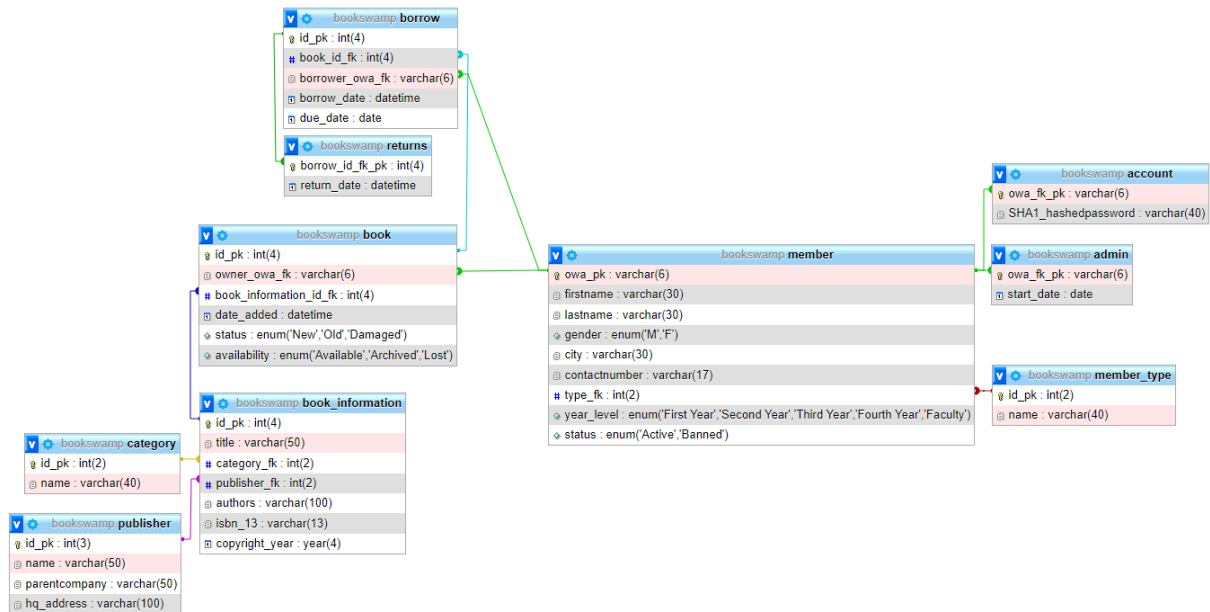 bookswamp borrow
id_pk : int(4)
book_id_fk : int(4)
borrower_owa_fk : varchar(6)
borrow_date : datetime
due_date : date
bookswamp returns
borrow_id_fk_pk : int(4)
return_date : datetime
bookswamp book
id_pk : int(4)
owner_owa_fk : varchar(6)
book_information_id_fk : int(4)
date_added : datetime
status : enum('New','Old','Damaged')
availability : enum('Available','Archived','Lost')
bookswamp book_information
id_pk : int(4)
title : varchar(50)
category_fk : int(2)
publisher_fk : int(2)
authors : varchar(100)
isbn_13 : varchar(13)
copyright_year : year(4)
bookswamp category
id_pk : int(2)
name : varchar(40)
bookswamp publisher
id_pk : int(3)
name : varchar(50)
parentcompany : varchar(50)
hq_address : varchar(100)
bookswamp member
owa_pk : varchar(6)
firstname : varchar(30)
lastname : varchar(30)
gender : enum('M','F')
city : varchar(30)
contactnumber : varchar(17)
type_fk : int(2)
year_level : enum('First Year','Second Year','Third Year','Fourth Year','Faculty')
status : enum('Active','Banned')
bookswamp account
owa_fk_pk : varchar(6)
SHA1_hashedpassword : varchar(40)
bookswamp admin
owa_fk_pk : varchar(6)
start_date : date
bookswamp member_type
id_pk : int(2)
name : varchar(40)